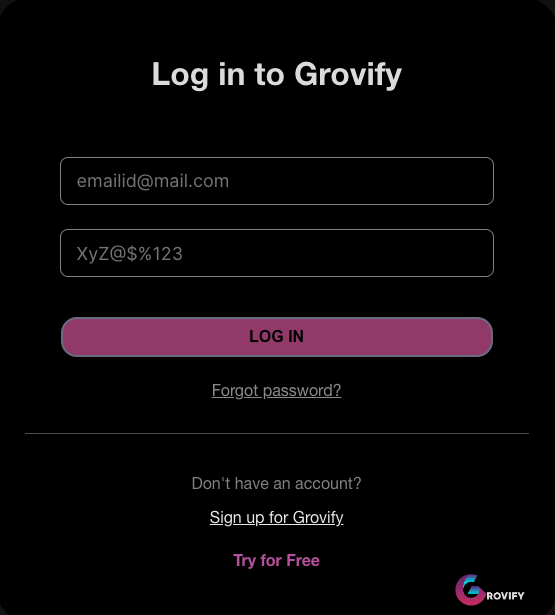 Log in to Grovify
emailid@mail.com
XyZ@$%123
LOG IN
Forgot password?
Don't have an account?
Sign up for Grovify
Try for Free
GROVIFY